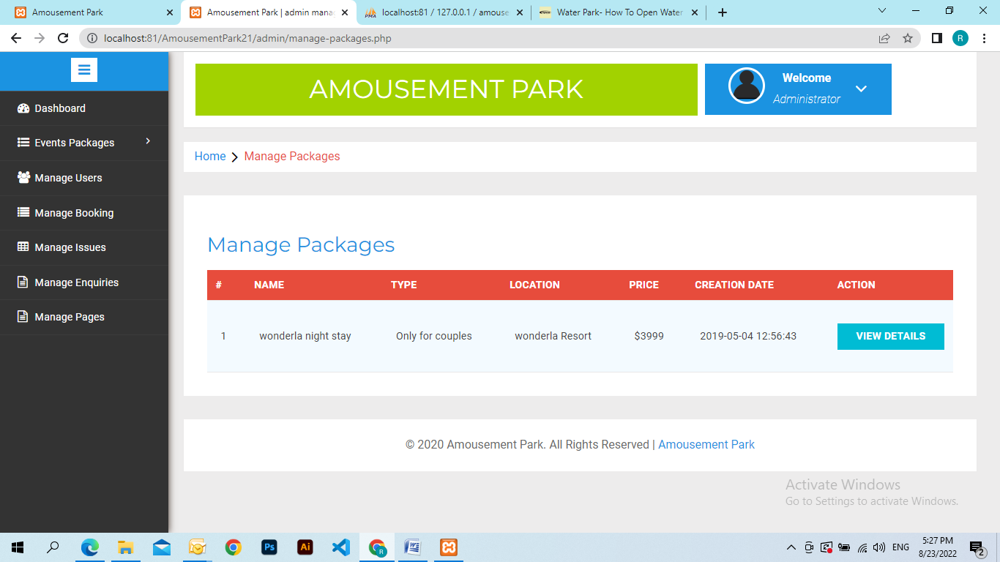 Amousement Park
Amousement Park | admin mana
localhost:81 / 127.0.0.1 / amouse
Water Park- How To Open Water
localhost:81/AmousementPark21/admin/manage-packages.php
R
AMOUSEMENT PARK
Welcome
Administrator
Dashboard
Events Packages
Manage Users
Manage Booking
Manage Issues
Manage Enquiries
Manage Pages
Home
Manage Packages
Manage Packages
# NAME TYPE LOCATION PRICE CREATION DATE ACTION
1 wonderla night stay Only for couples wonderla Resort $3999 2019-05-04 12:56:43 VIEW DETAILS
© 2020 Amousement Park. All Rights Reserved | Amousement Park
Activate Windows
Go to Settings to activate Windows.
Ps
Ai
R
ENG
5:27 PM
8/23/2022
2